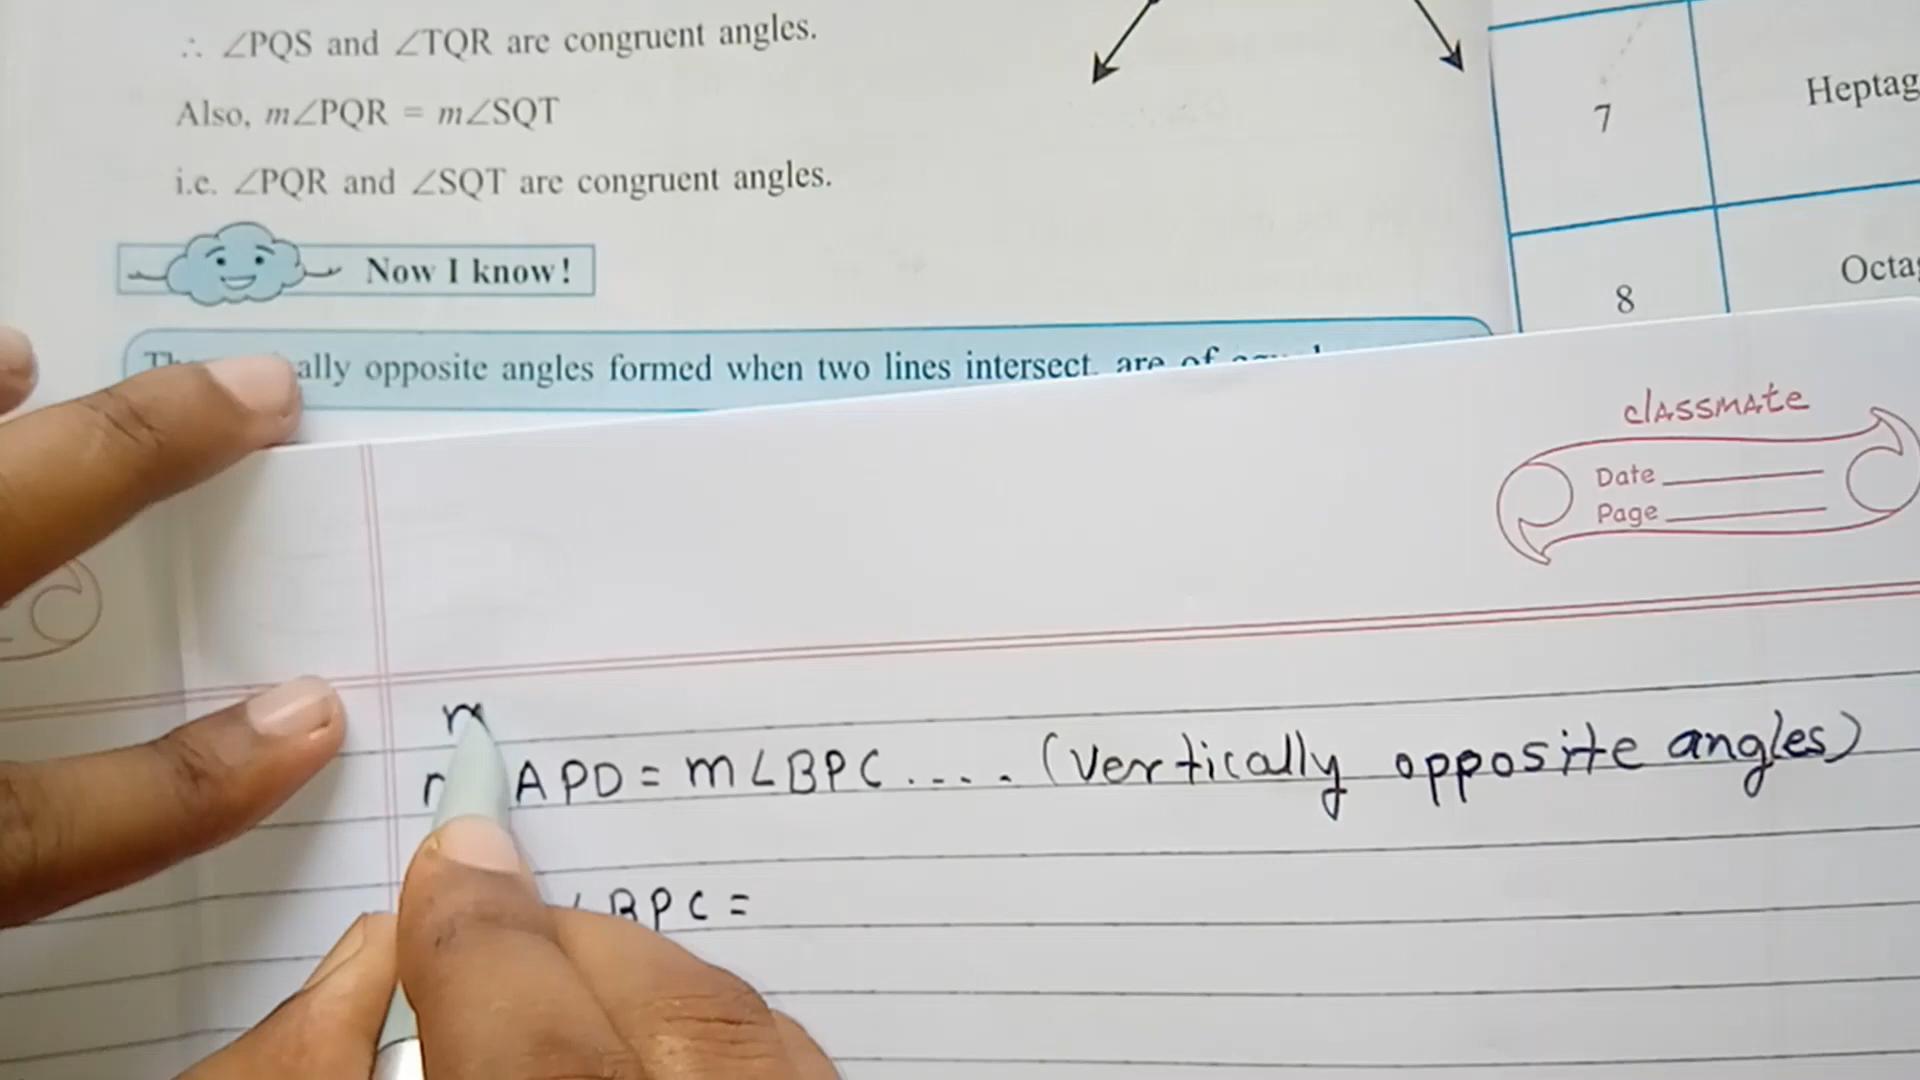 ∴ ∠PQS and ∠TQR are congruent angles.
Also, m∠PQR = m∠SQT
i.e. ∠PQR and ∠SQT are congruent angles.
Now I know!
opposite angles formed when two lines intersect, are of
7
Heptag
8
Octa
classmate
Date
Page
m
APD = m∠BPC .... (vertically opposite angles)
∠BPC =